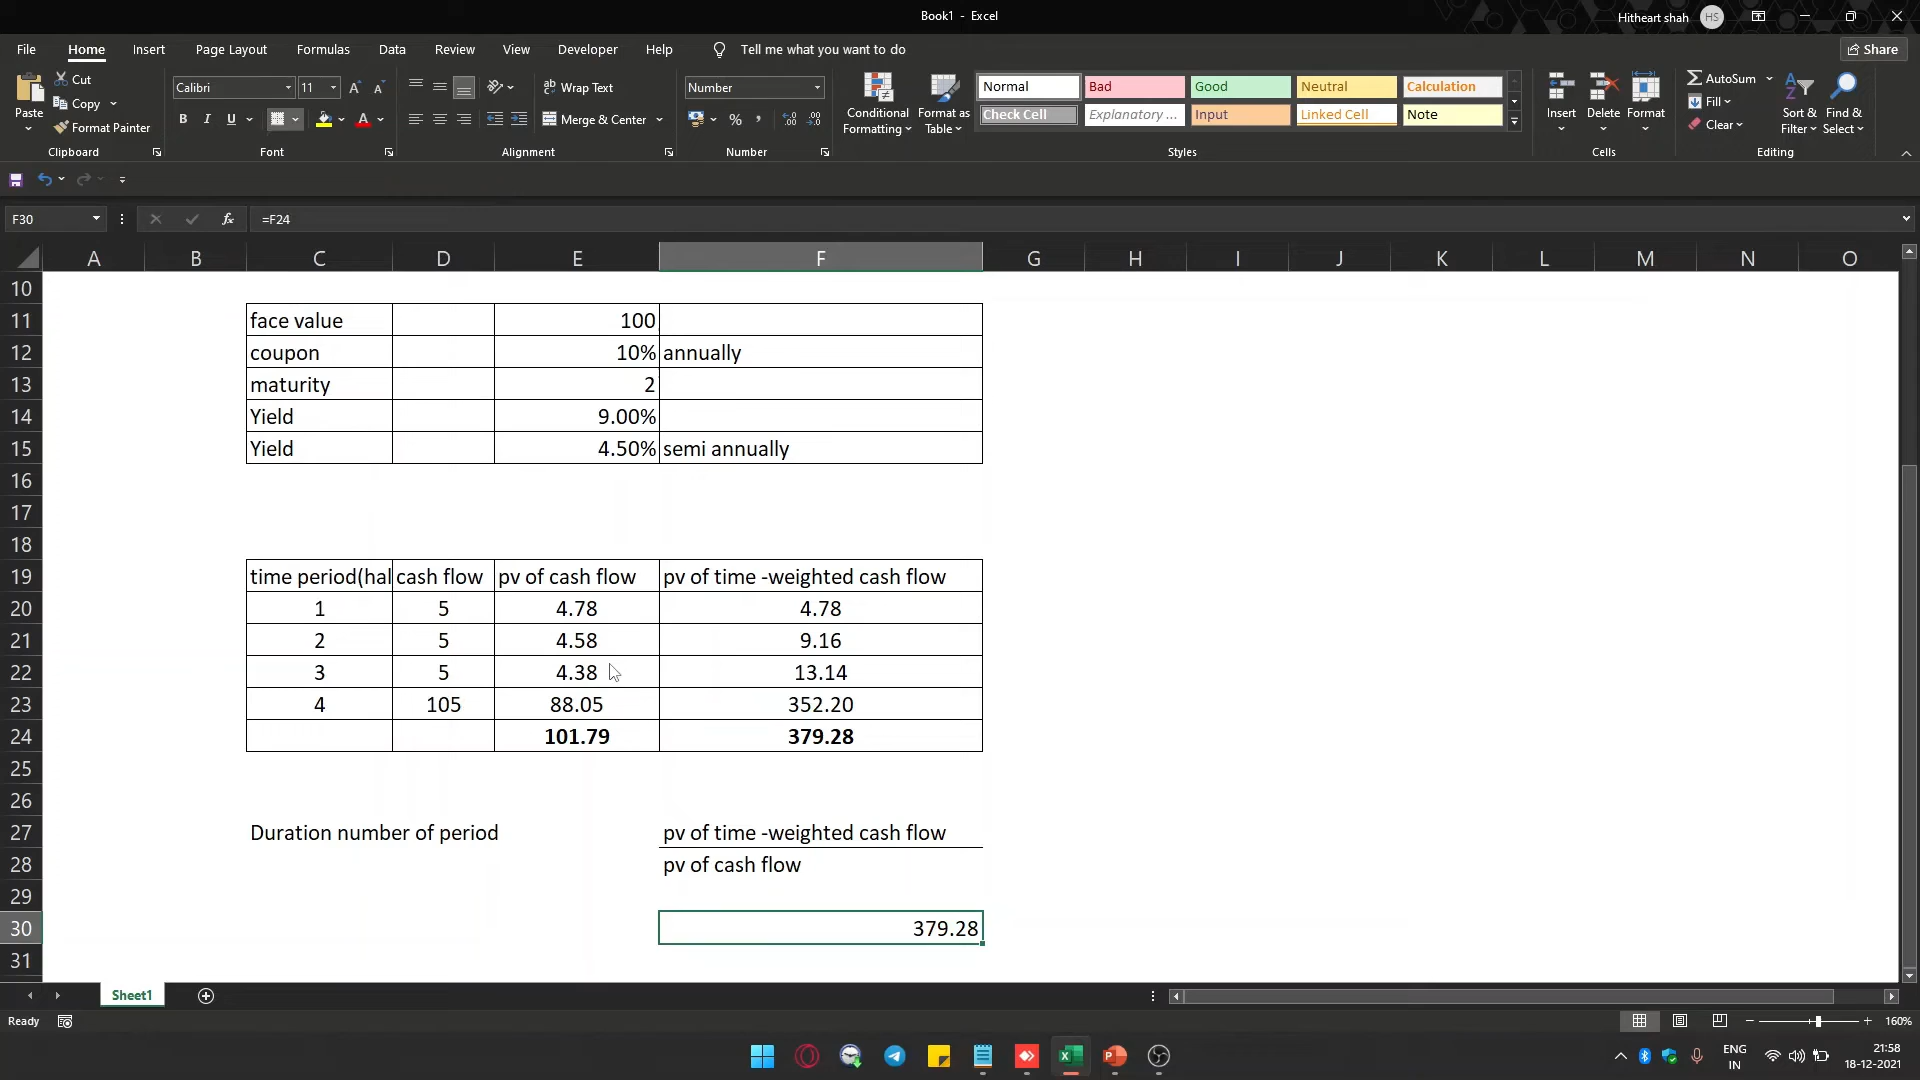 Book1 - Excel
Hitheart shah HS
File Home Insert Page Layout Formulas Data Review View Developer Help Tell me what you want to do Share
Paste Cut Copy Format Painter Clipboard
Calibri 11 A A B I U A Font
Wrap Text Merge & Center Alignment
Number % , Number
Conditional Formatting Format as Table
Normal Bad Good Neutral Calculation
Check Cell Explanatory ... Input Linked Cell Note
Styles
Insert Delete Format Cells
AutoSum Fill Clear Sort & Filter Find & Select Editing
F30 fx =F24
A B C D E F G H I J K L M N O
10
11 face value 100
12 coupon 10% annually
13 maturity 2
14 Yield 9.00%
15 Yield 4.50% semi annually
16
17
18
19 time period(hal cash flow pv of cash flow pv of time -weighted cash flow
20 1 5 4.78 4.78
21 2 5 4.58 9.16
22 3 5 4.38 13.14
23 4 105 88.05 352.20
24 101.79 379.28
25
26
27 Duration number of period pv of time -weighted cash flow
28 pv of cash flow
29
30 379.28
31
Sheet1
Ready 160%
ENG 21:58
IN 18-12-2021